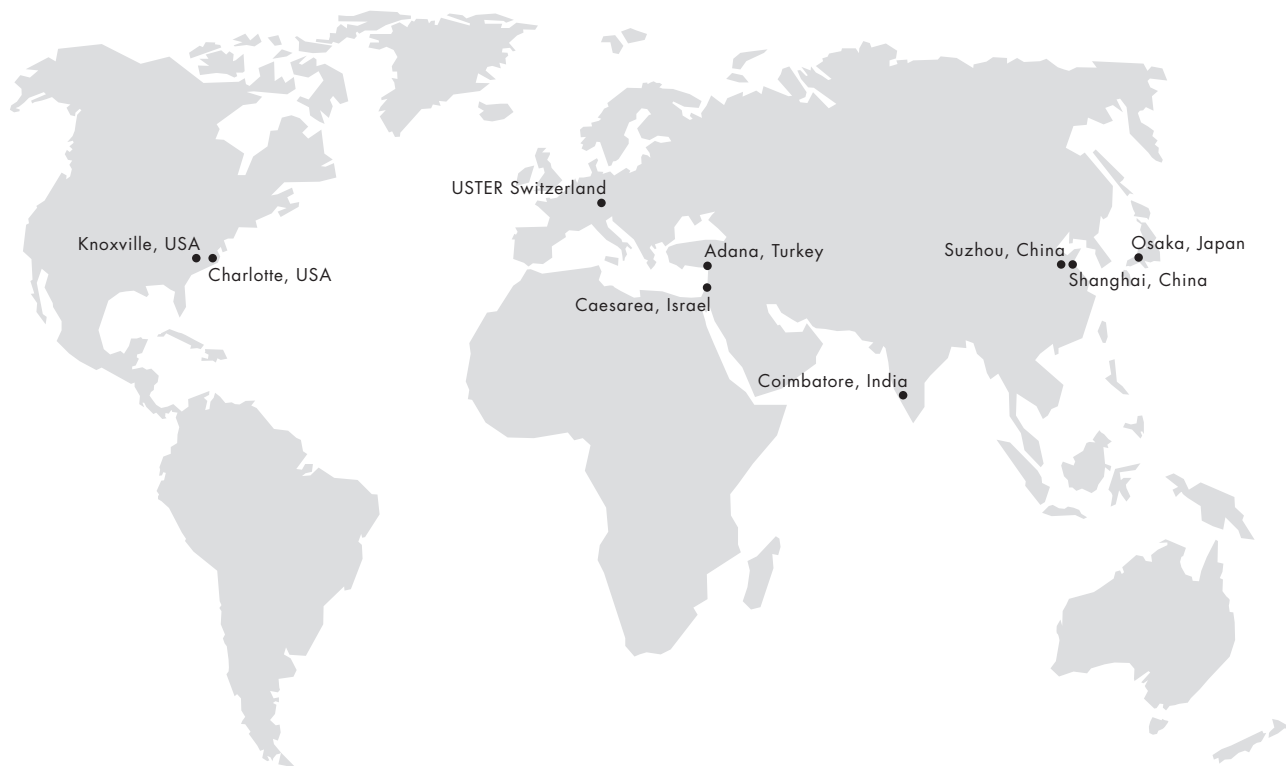 USTER Switzerland
Knoxville, USA
Charlotte, USA
Adana, Turkey
Caesarea, Israel
Suzhou, China
Osaka, Japan
Shanghai, China
Coimbatore, India